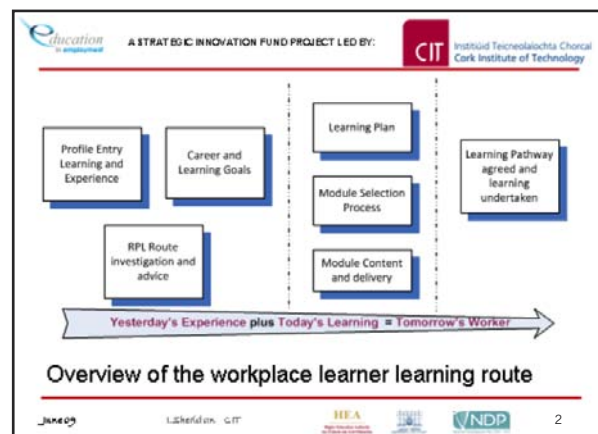 Education
in employment
A STRATEGIC INNOVATION FUND PROJECT LED BY:
CIT
Institiúid Teicneolaíochta Chorcaí
Cork Institute of Technology
Profile Entry
Learning and
Experience
Career and
Learning Goals
RPL Route
investigation and
advice
Learning Plan
Module Selection
Process
Module Content
and delivery
Learning Pathway
agreed and
learning
undertaken
Yesterday's Experience plus Today's Learning = Tomorrow's Worker
Overview of the workplace learner learning route
June09
I.Sheridan CIT
HEA
NDP
2